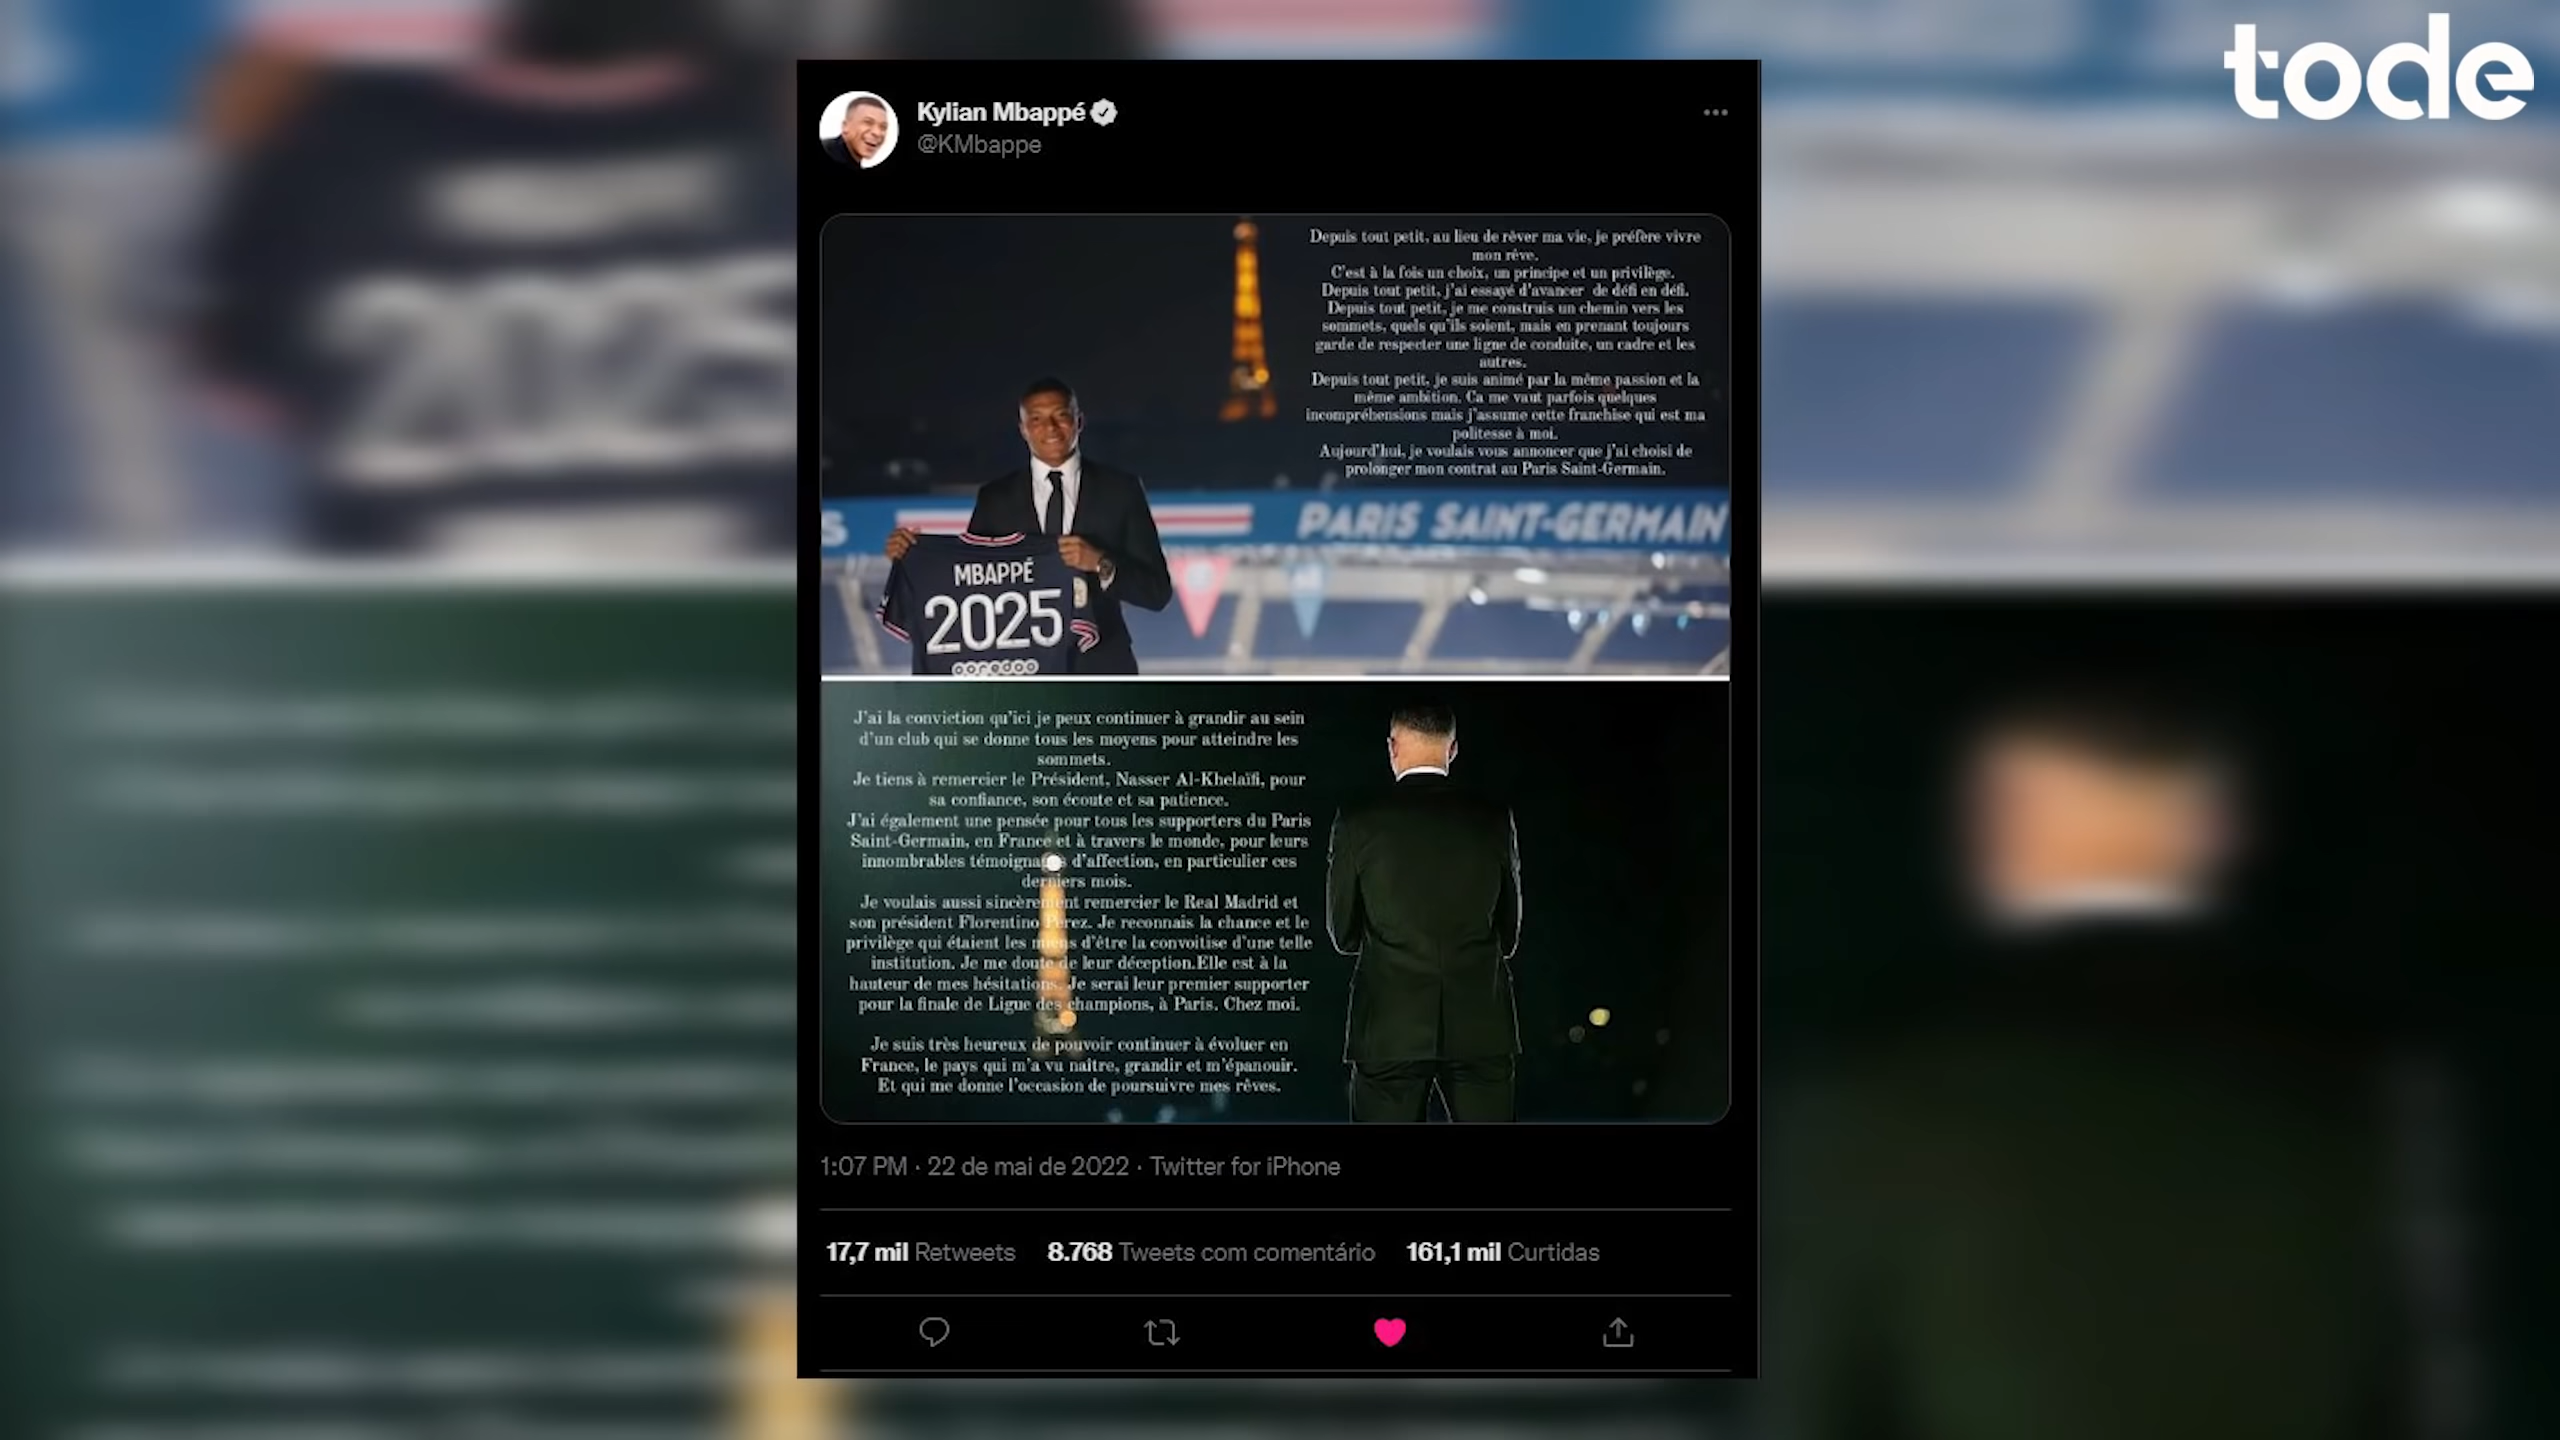 tode
Kylian Mbappé
@KMbappe
Depuis tout petit, au lieu de rêver ma vie, je préfère vivre
mon rêve.
C'est à la fois un choix, un principe et un privilège.
Depuis tout petit, j'ai essayé d'avancer de défi en défi.
Depuis tout petit, je me construis un chemin vers les
sommets, quels qu'ils soient, mais en prenant toujours
garde de respecter une ligne de conduite, un cadre et les
autres.
Depuis tout petit, je suis animé par la même passion et la
même ambition. Ca me vaut parfois quelques
incompréhensions mais j'assume cette franchise qui est ma
politesse à moi.
Aujourd'hui, je voulais vous annoncer que j'ai choisi de
prolonger mon contrat au Paris Saint-Germain.
S
PARIS SAINT-GERMAIN
MBAPPÉ
2025
ooredoo
J'ai la conviction qu'ici je peux continuer à grandir au sein
d'un club qui se donne tous les moyens pour atteindre les
sommets.
Je tiens à remercier le Président, Nasser Al-Khelaïfi, pour
sa confiance, son écoute et sa patience.
J'ai également une pensée pour tous les supporters du Paris
Saint-Germain, en France et à travers le monde, pour leurs
innombrables témoignages d'affection, en particulier ces
derniers mois.
Je voulais aussi sincèrement remercier le Real Madrid et
son président Florentino Perez. Je reconnais la chance et le
privilège qui étaient les miens d'être la convoitise d'une telle
institution. Je me doute de leur déception.Elle est à la
hauteur de mes hésitations. Je serai leur premier supporter
pour la finale de Ligue des champions, à Paris. Chez moi.
Je suis très heureux de pouvoir continuer à évoluer en
France, le pays qui m'a vu naître, grandir et m'épanouir.
Et qui me donne l'occasion de poursuivre mes rêves.
1:07 PM · 22 de mai de 2022 · Twitter for iPhone
17,7 mil Retweets 8.768 Tweets com comentário 161,1 mil Curtidas
2025